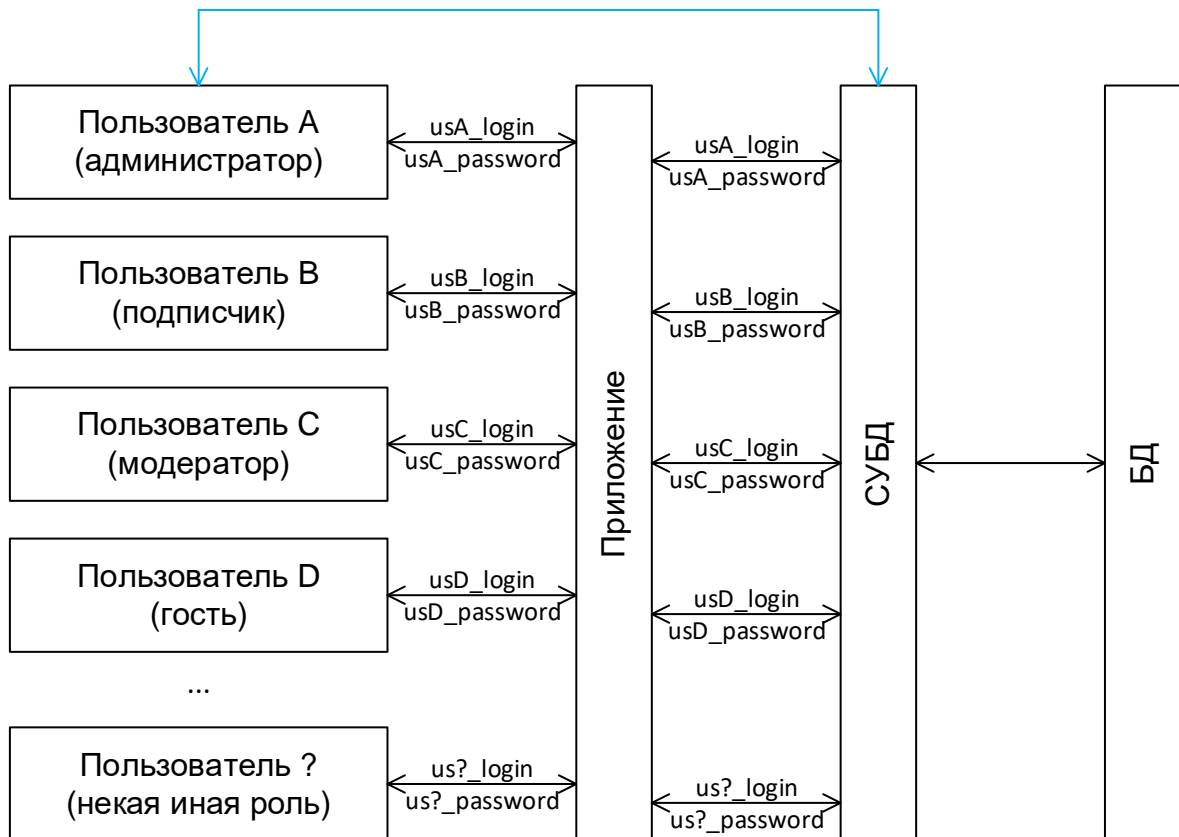 Пользователь A
(администратор)
usA_login
usA_password
usA_login
usA_password
Пользователь B
(подписчик)
usB_login
usB_password
usB_login
usB_password
Пользователь C
(модератор)
usC_login
usC_password
usC_login
usC_password
Пользователь D
(гость)
usD_login
usD_password
usD_login
usD_password
...
Пользователь ?
(некая иная роль)
us?_login
us?_password
us?_login
us?_password
Приложение
СУБД
БД